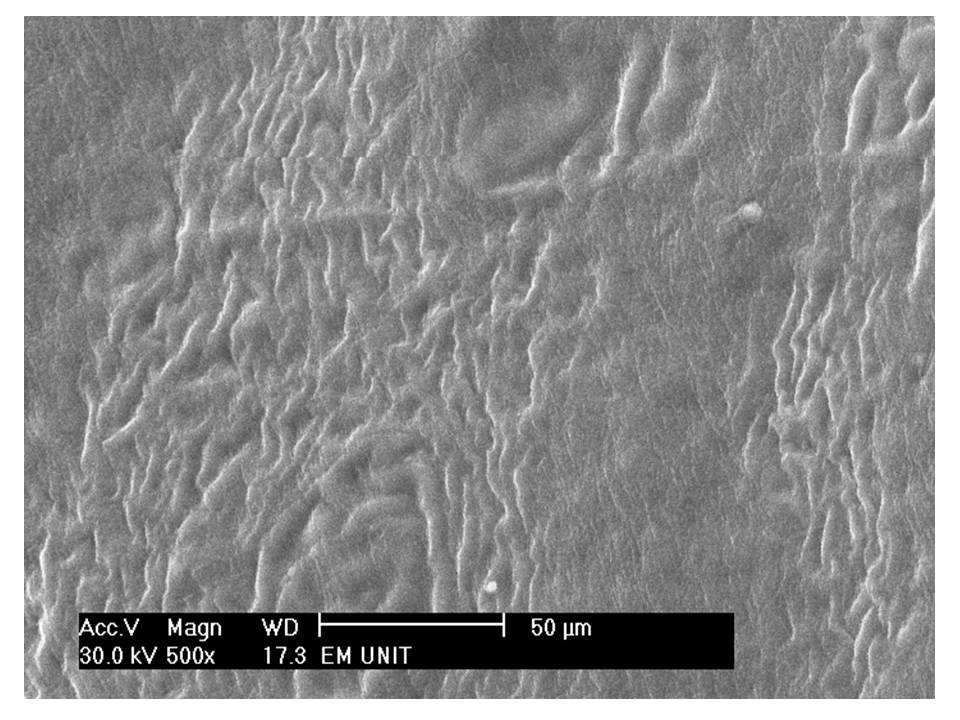 Acc.V Magn WD 50 µm
30.0 kV 500x 17.3 EM UNIT